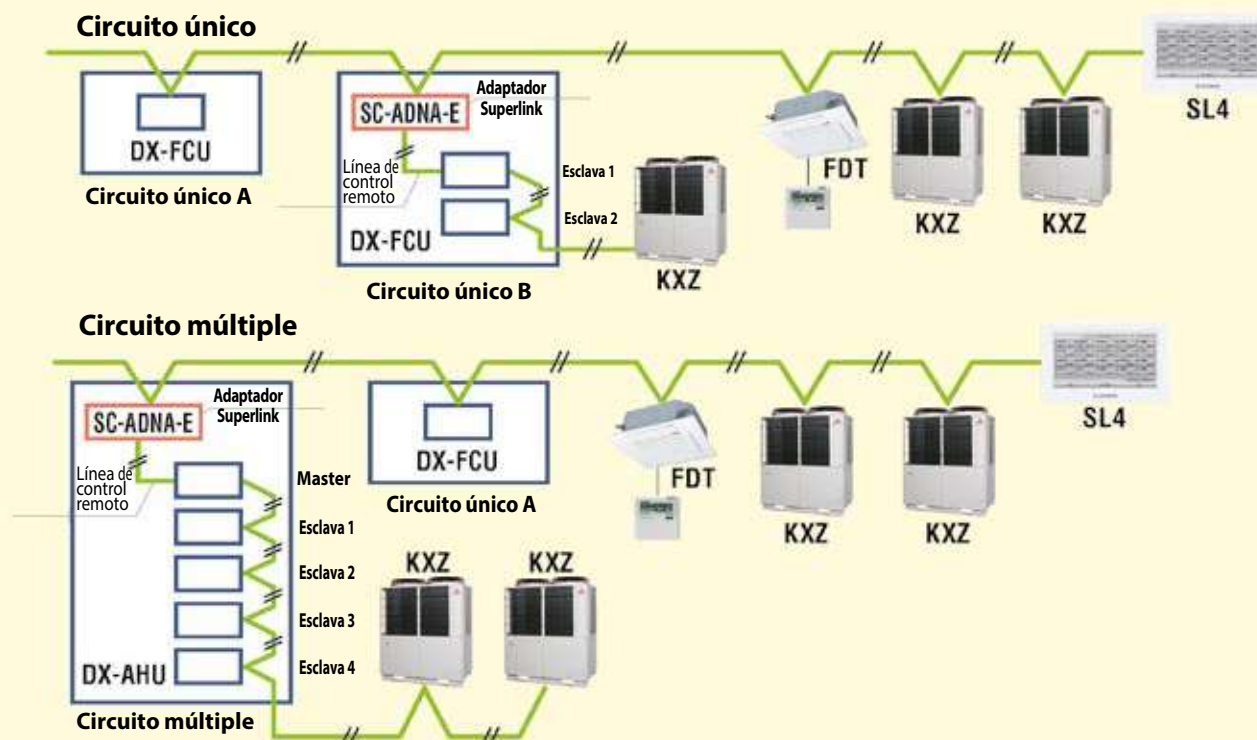 Circuito único
SL4
DX-FCU
Circuito único A
SC-ADNA-E
Adaptador
Superlink
Línea de
control
remoto
Esclava 1
Esclava 2
DX-FCU
Circuito único B
KXZ
FDT
KXZ
KXZ
Circuito múltiple
SL4
SC-ADNA-E
Adaptador
Superlink
Línea de
control
remoto
Master
Esclava 1
Esclava 2
Esclava 3
Esclava 4
DX-AHU
Circuito múltiple
DX-FCU
Circuito único A
FDT
KXZ
KXZ
KXZ
KXZ